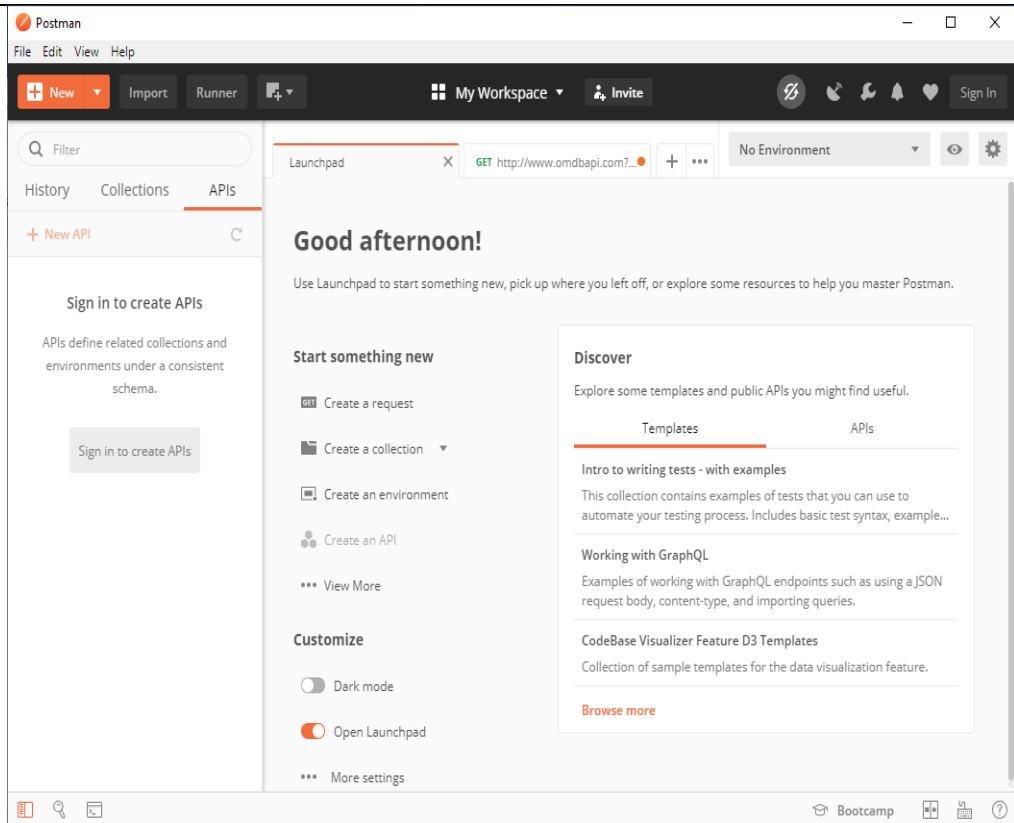 Postman
File Edit View Help
New Import Runner My Workspace Invite Sign In
Filter
History Collections APIs
+ New API
Sign in to create APIs
APIs define related collections and
environments under a consistent
schema.
Sign in to create APIs
Launchpad X GET http://www.omdbapi.com?... + ••• No Environment
Good afternoon!
Use Launchpad to start something new, pick up where you left off, or explore some resources to help you master Postman.
Start something new
GET Create a request
Create a collection
Create an environment
Create an API
••• View More
Customize
Dark mode
Open Launchpad
••• More settings
Discover
Explore some templates and public APIs you might find useful.
Templates APIs
Intro to writing tests - with examples
This collection contains examples of tests that you can use to
automate your testing process. Includes basic test syntax, example...
Working with GraphQL
Examples of working with GraphQL endpoints such as using a JSON
request body, content-type, and importing queries.
CodeBase Visualizer Feature D3 Templates
Collection of sample templates for the data visualization feature.
Browse more
Bootcamp